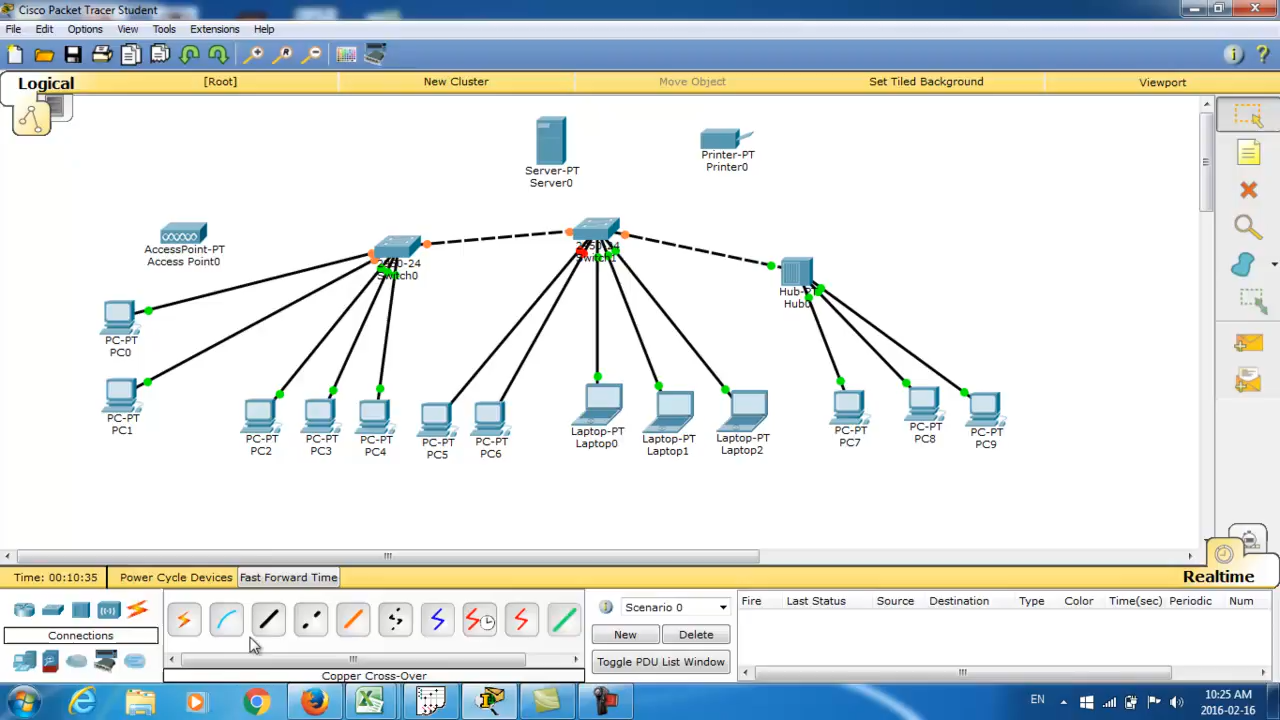 Cisco Packet Tracer Student
File Edit Options View Tools Extensions Help
Logical [Root] New Cluster Move Object Set Tiled Background Viewport
Server-PT
Server0
Printer-PT
Printer0
AccessPoint-PT
Access Point0
Switch0
Switch1
Hub0
PC-PT
PC0
PC-PT
PC1
PC-PT
PC2
PC-PT
PC3
PC-PT
PC4
PC-PT
PC5
PC-PT
PC6
Laptop-PT
Laptop0
Laptop-PT
Laptop1
Laptop-PT
Laptop2
PC-PT
PC7
PC-PT
PC8
PC-PT
PC9
Time: 00:10:35 Power Cycle Devices Fast Forward Time Realtime
Scenario 0
Fire Last Status Source Destination Type Color Time(sec) Periodic Num
Connections
New Delete
Toggle PDU List Window
Copper Cross-Over
EN
10:25 AM
2016-02-16